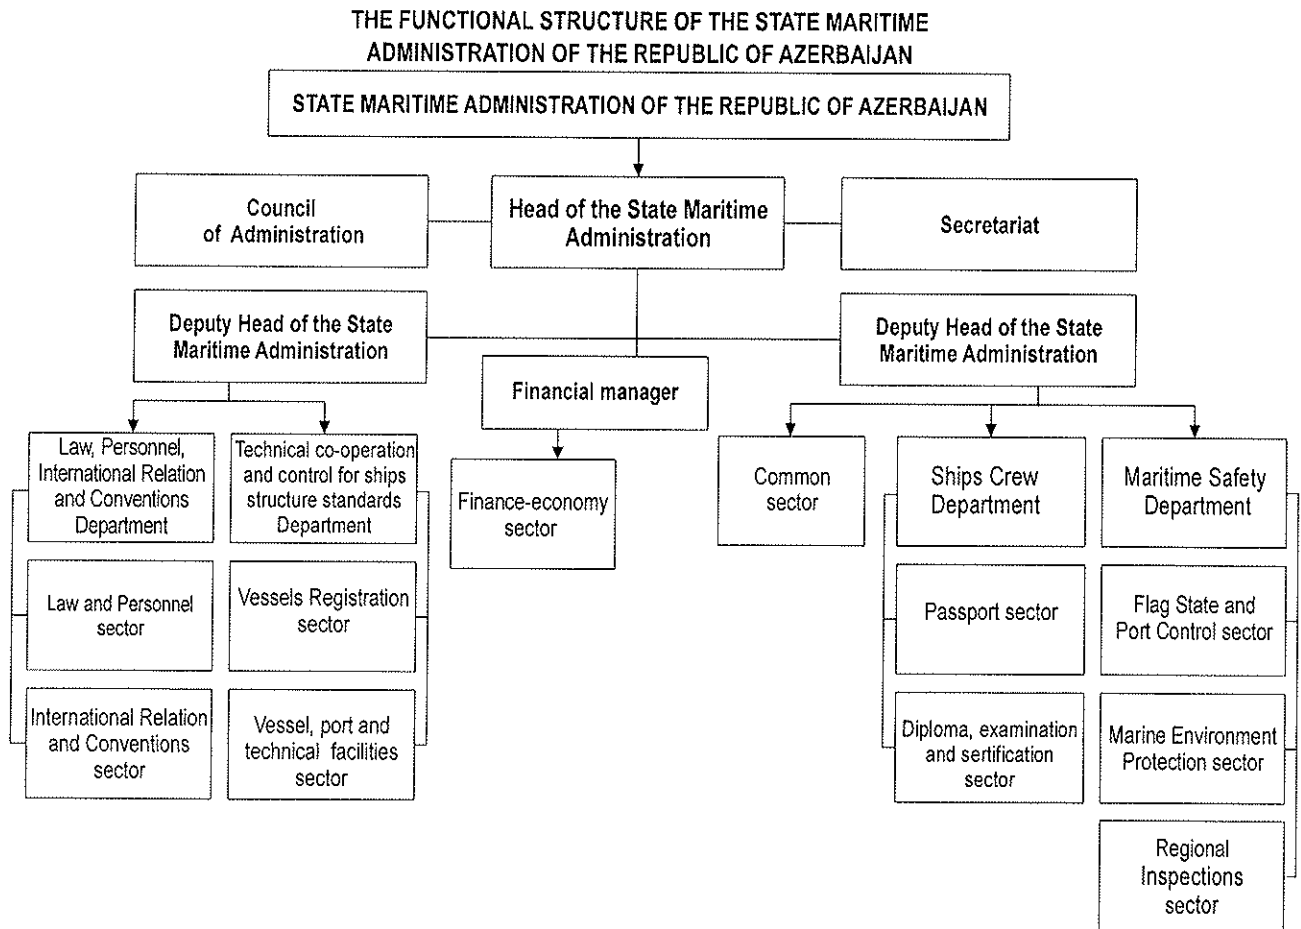 THE FUNCTIONAL STRUCTURE OF THE STATE MARITIME
ADMINISTRATION OF THE REPUBLIC OF AZERBAIJAN
STATE MARITIME ADMINISTRATION OF THE REPUBLIC OF AZERBAIJAN
Council
of Administration
Head of the State Maritime
Administration
Secretariat
Deputy Head of the State
Maritime Administration
Financial manager
Deputy Head of the State
Maritime Administration
Law, Personnel,
International Relation
and Conventions
Department
Technical co-operation
and control for ships
structure standards
Department
Finance-economy
sector
Common
sector
Ships Crew
Department
Maritime Safety
Department
Law and Personnel
sector
Vessels Registration
sector
Passport sector
Flag State and
Port Control sector
International Relation
and Conventions
sector
Vessel, port and
technical facilities
sector
Diploma, examination
and sertification
sector
Marine Environment
Protection sector
Regional
Inspections
sector